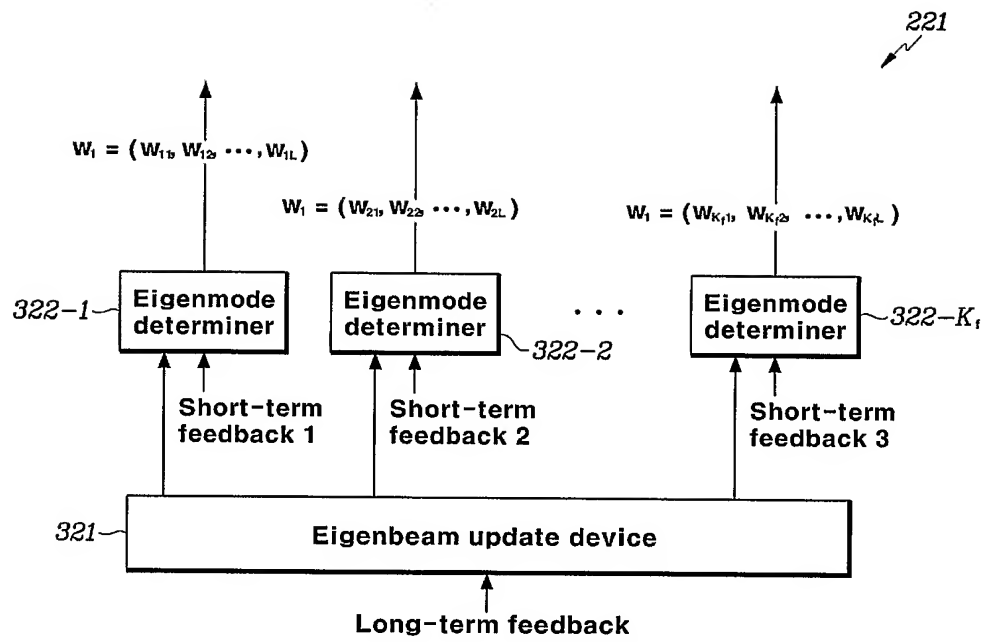 221
W₁ = (W₁₁, W₁₂, ⋯, W₁L)
W₁ = (W₂₁, W₂₂, ⋯, W₂L)
W₁ = (WKf1, WKf2, ⋯, WKfL)
322-1
Eigenmode
determiner
Eigenmode
determiner
322-2
. . .
Eigenmode
determiner
322-Kf
Short-term
feedback 1
Short-term
feedback 2
Short-term
feedback 3
321
Eigenbeam update device
Long-term feedback